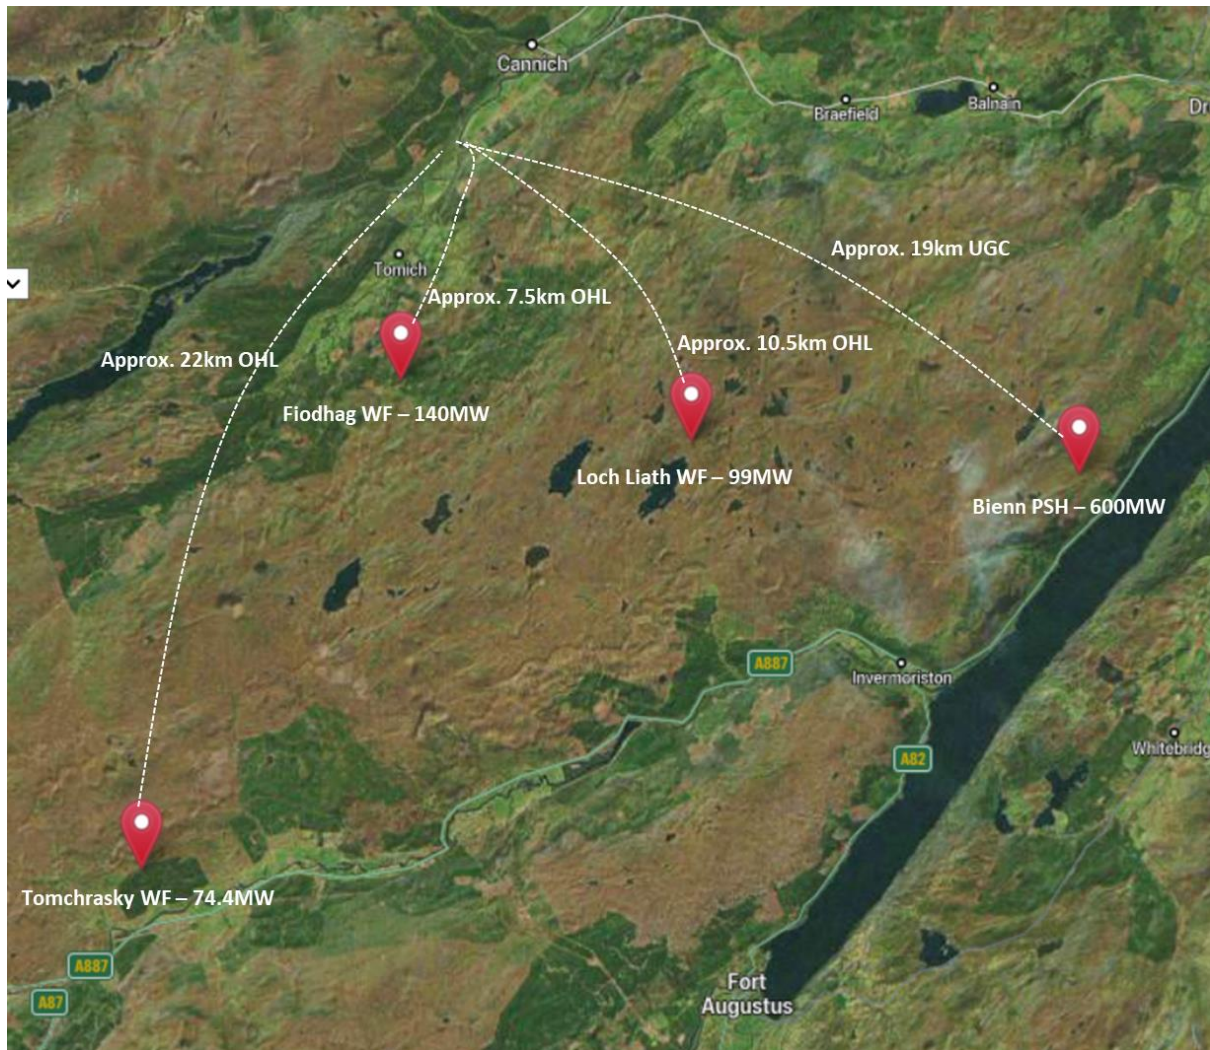 Cannich
Braefield
Balnain
Dr
Approx. 19km UGC
Tomich
Approx. 7.5km OHL
Approx. 22km OHL
Approx. 10.5km OHL
Fiodhag WF – 140MW
Loch Liath WF – 99MW
Bienn PSH – 600MW
A887
Invermoriston
Whitebridg
A82
Tomchrasky WF – 74.4MW
A887
A87
Fort
Augustus